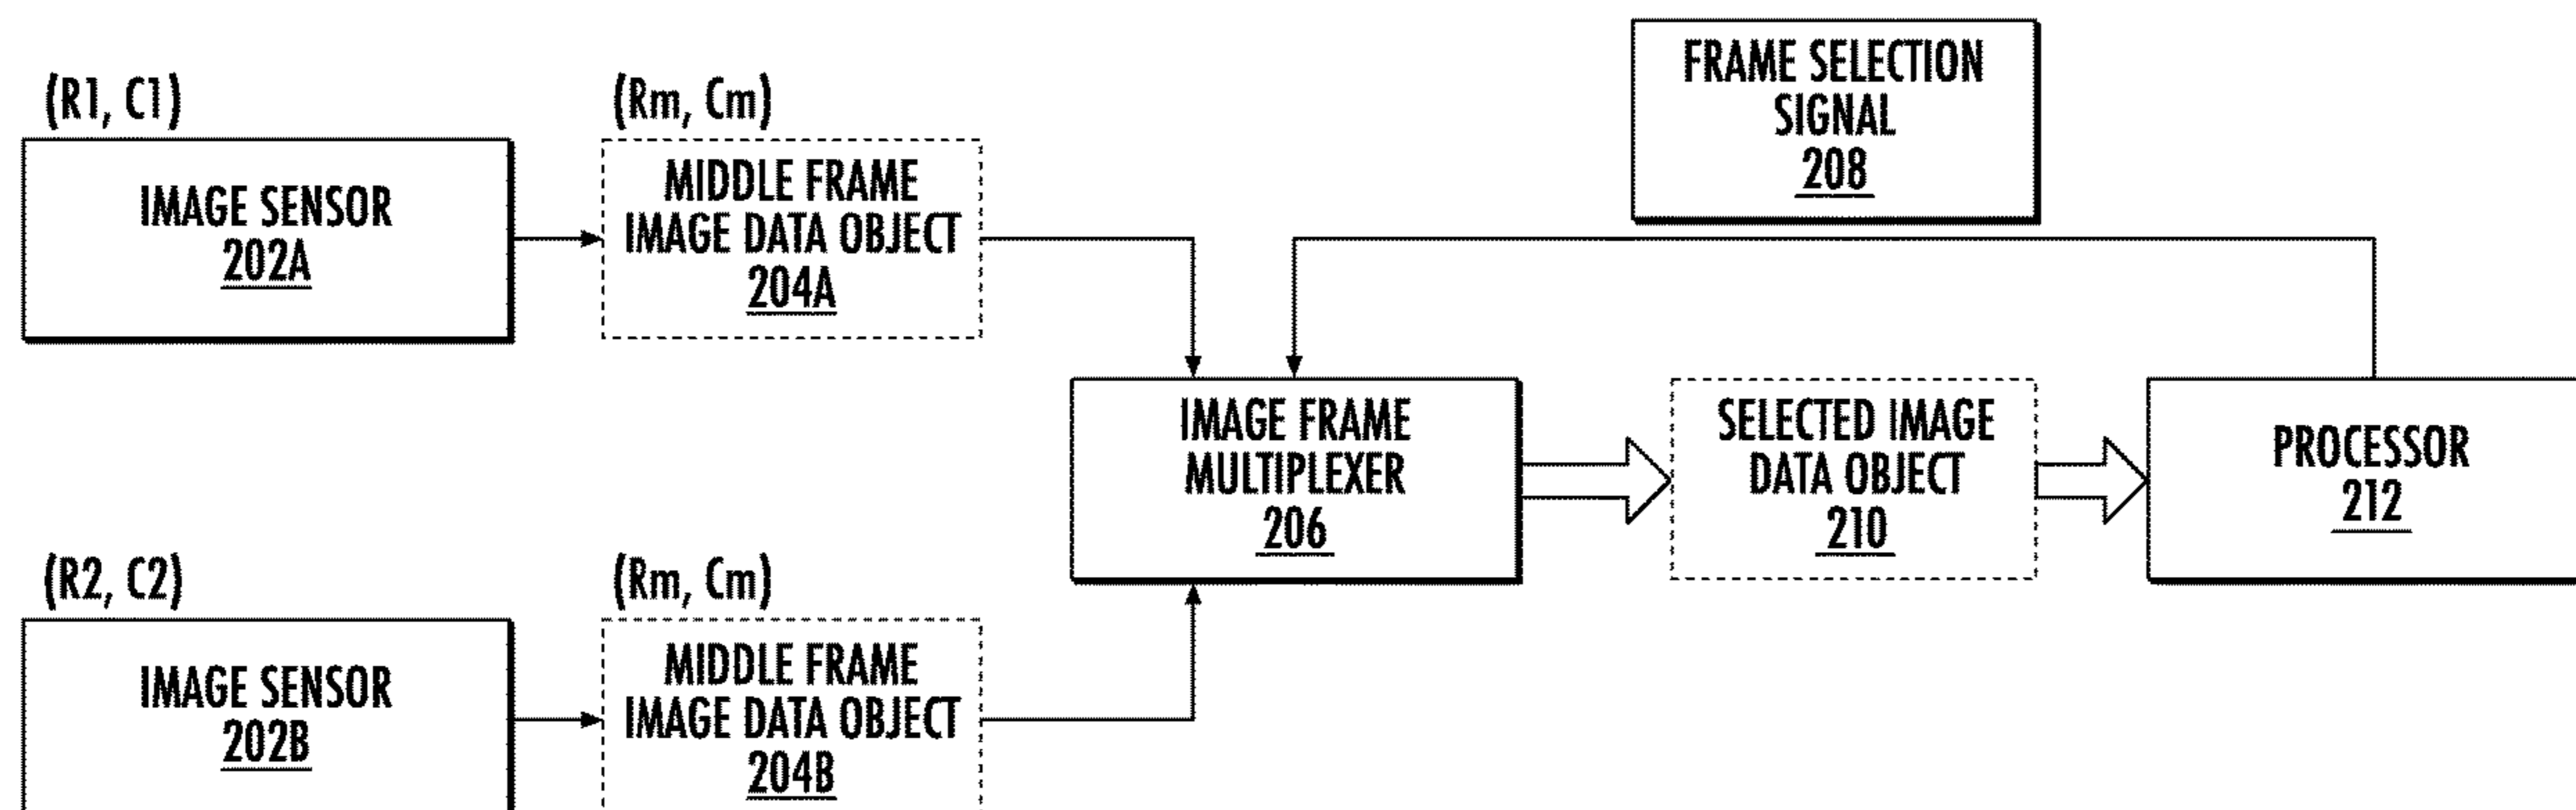 (R1, C1)
IMAGE SENSOR
202A
(Rm, Cm)
MIDDLE FRAME
IMAGE DATA OBJECT
204A
FRAME SELECTION
SIGNAL
208
IMAGE FRAME
MULTIPLEXER
206
SELECTED IMAGE
DATA OBJECT
210
PROCESSOR
212
(R2, C2)
IMAGE SENSOR
202B
(Rm, Cm)
MIDDLE FRAME
IMAGE DATA OBJECT
204B